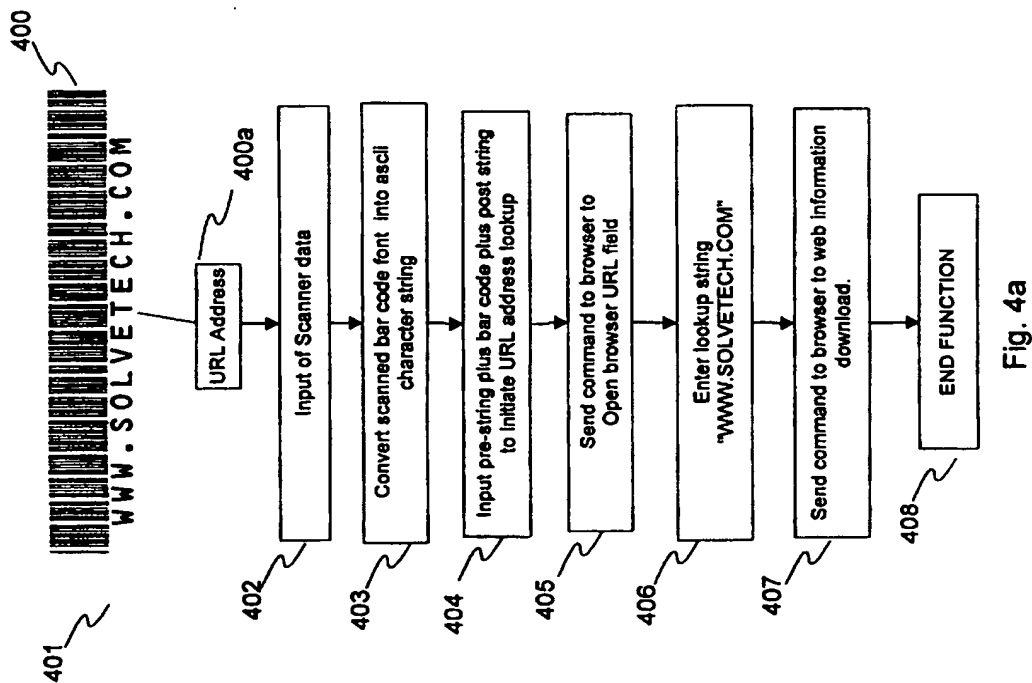 400
WWW.SOLVETECH.COM
401
400a
URL Address
402
Input of Scanner data
403
Convert scanned bar code font into ascii
character string
404
Input pre-string plus bar code plus post string
to Initiate URL address lookup
405
Send command to browser to
Open browser URL field
406
Enter lookup string
"WWW.SOLVETECH.COM"
407
Send command to browser to web information
download.
408
END FUNCTION
Fig. 4a